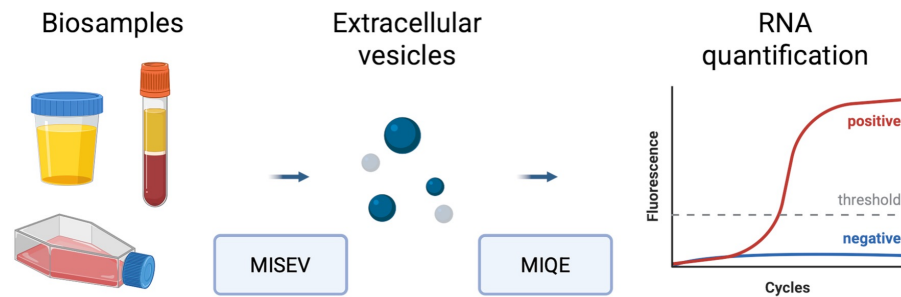 Biosamples
Extracellular
vesicles
RNA
quantification
MISEV
MIQE
Fluorescence
positive
threshold
negative
Cycles